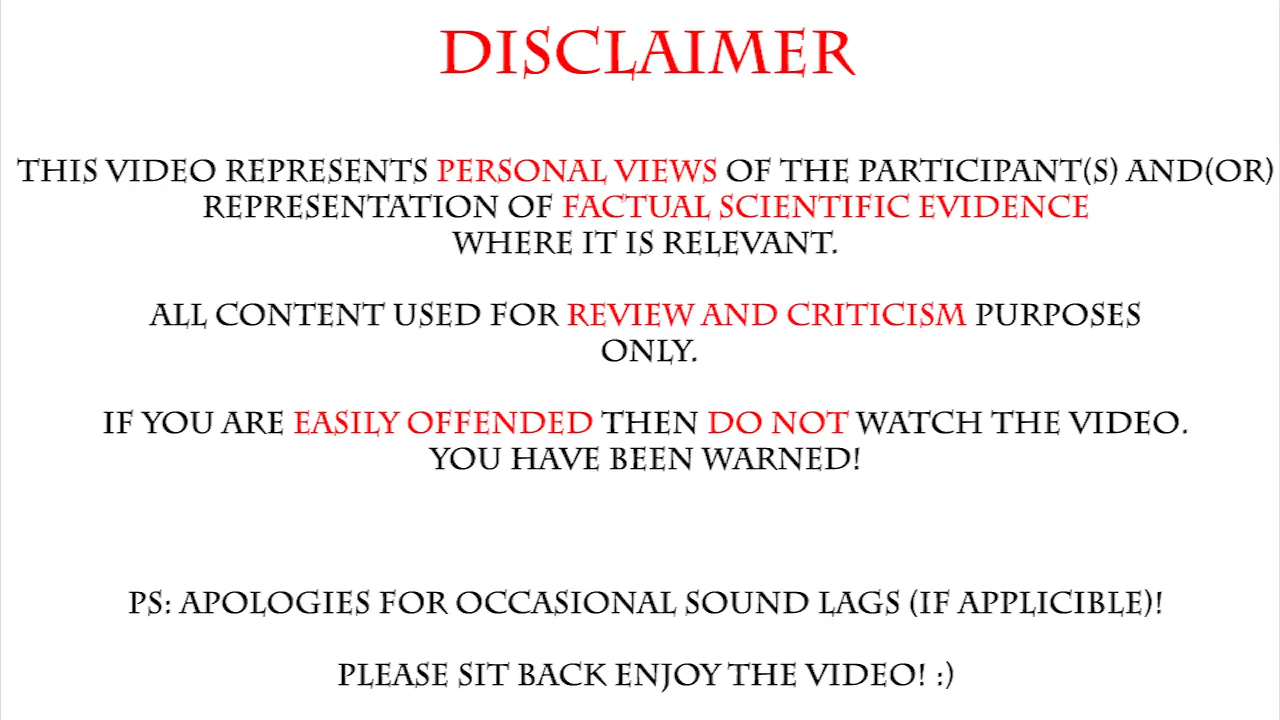 DISCLAIMER
THIS VIDEO REPRESENTS PERSONAL VIEWS OF THE PARTICIPANT(S) AND(OR)
REPRESENTATION OF FACTUAL SCIENTIFIC EVIDENCE
WHERE IT IS RELEVANT.
ALL CONTENT USED FOR REVIEW AND CRITICISM PURPOSES
ONLY.
IF YOU ARE EASILY OFFENDED THEN DO NOT WATCH THE VIDEO.
YOU HAVE BEEN WARNED!
PS: APOLOGIES FOR OCCASIONAL SOUND LAGS (IF APPLICIBLE)!
PLEASE SIT BACK ENJOY THE VIDEO! :)